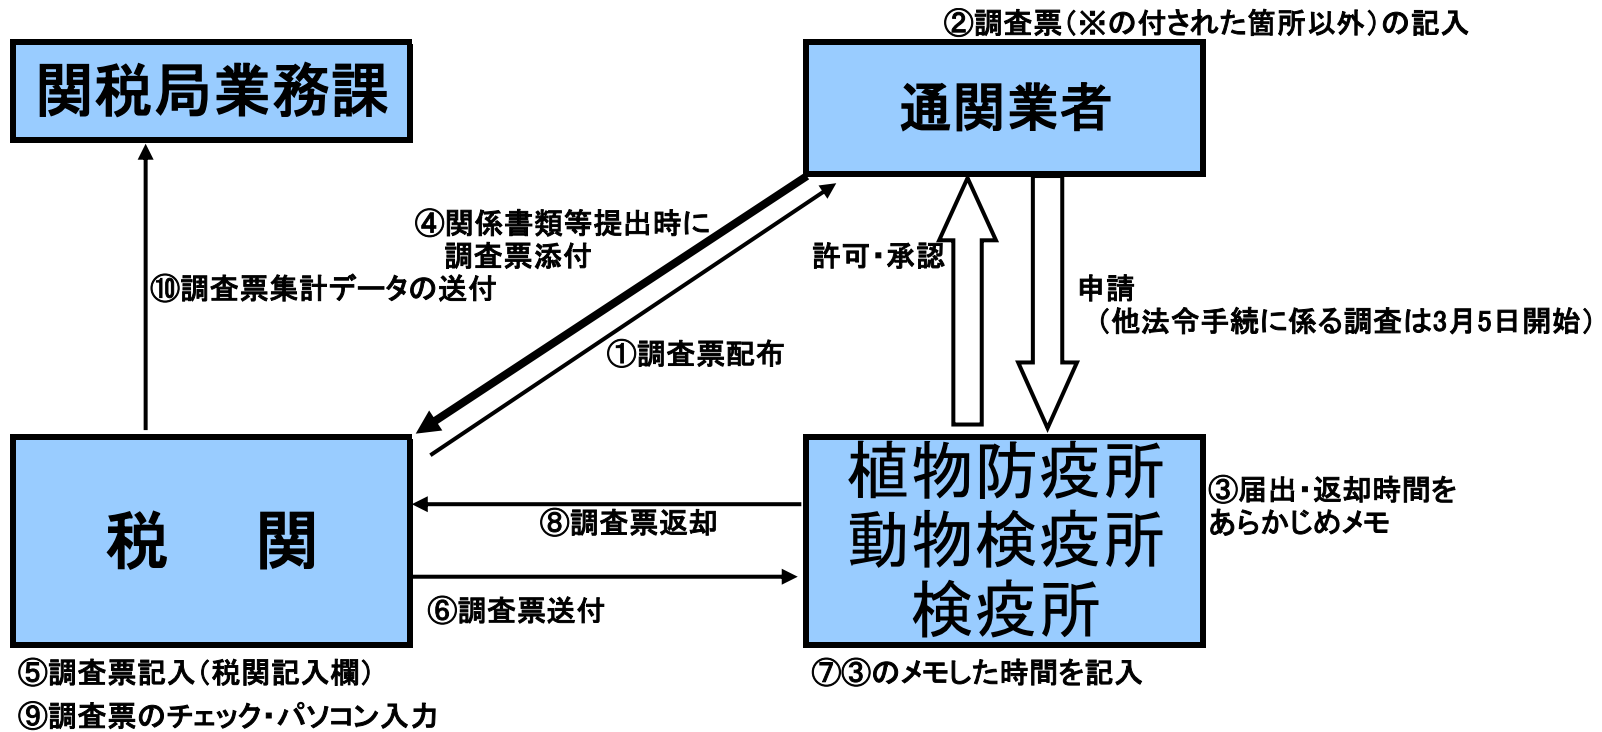 ②調査票（※の付された箇所以外）の記入
関税局業務課
通関業者
④関係書類等提出時に
調査票添付
許可・承認
⑩調査票集計データの送付
申請
（他法令手続に係る調査は3月5日開始）
①調査票配布
税　関
植物防疫所
動物検疫所
検疫所
③届出・返却時間を
あらかじめメモ
⑧調査票返却
⑥調査票送付
⑤調査票記入（税関記入欄）
⑦③のメモした時間を記入
⑨調査票のチェック・パソコン入力